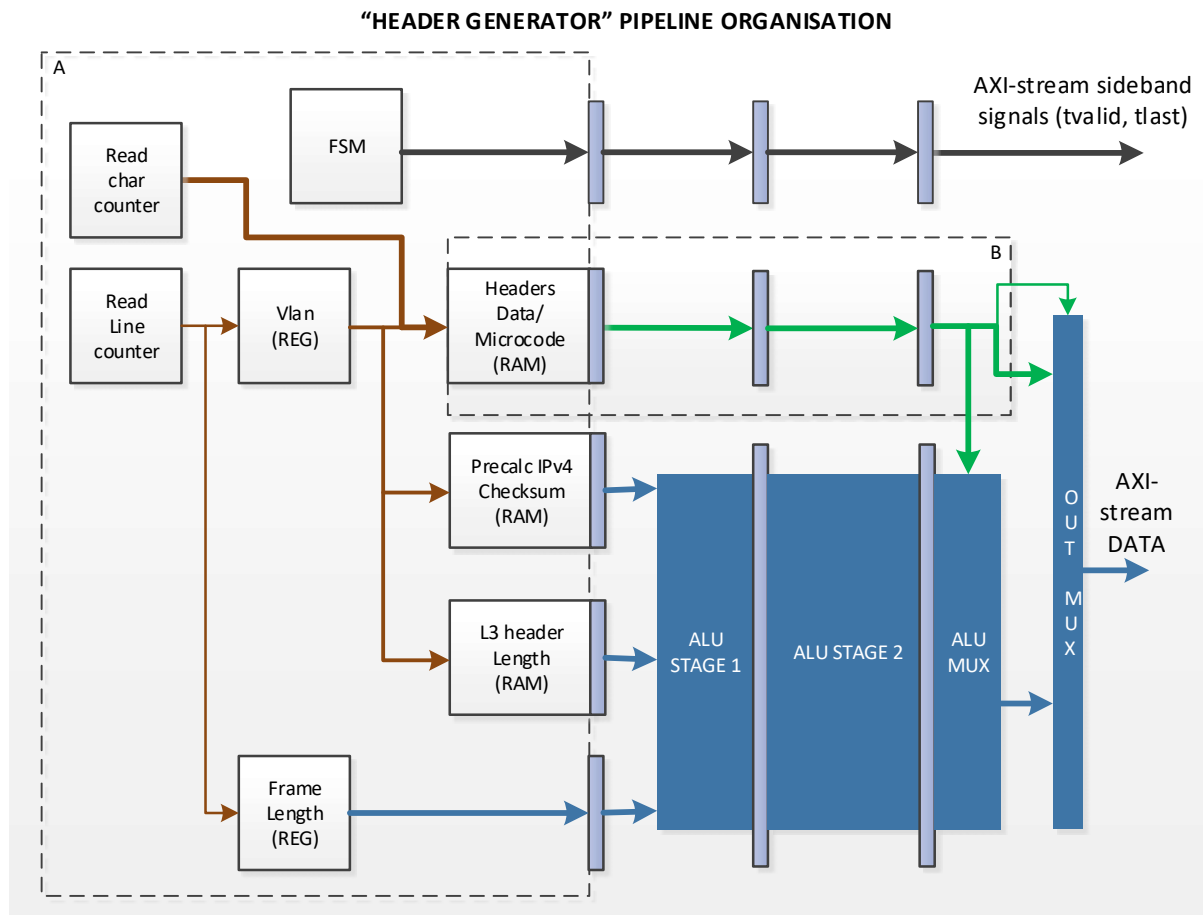 “HEADER GENERATOR” PIPELINE ORGANISATION
A
FSM
AXI-stream sideband
signals (tvalid, tlast)
Read
char
counter
B
Read
Line
counter
Vlan
(REG)
Headers
Data/
Microcode
(RAM)
Precalc IPv4
Checksum
(RAM)
L3 header
Length
(RAM)
Frame
Length
(REG)
ALU
STAGE 1
ALU STAGE 2
ALU
MUX
O
U
T
M
U
X
AXI-
stream
DATA